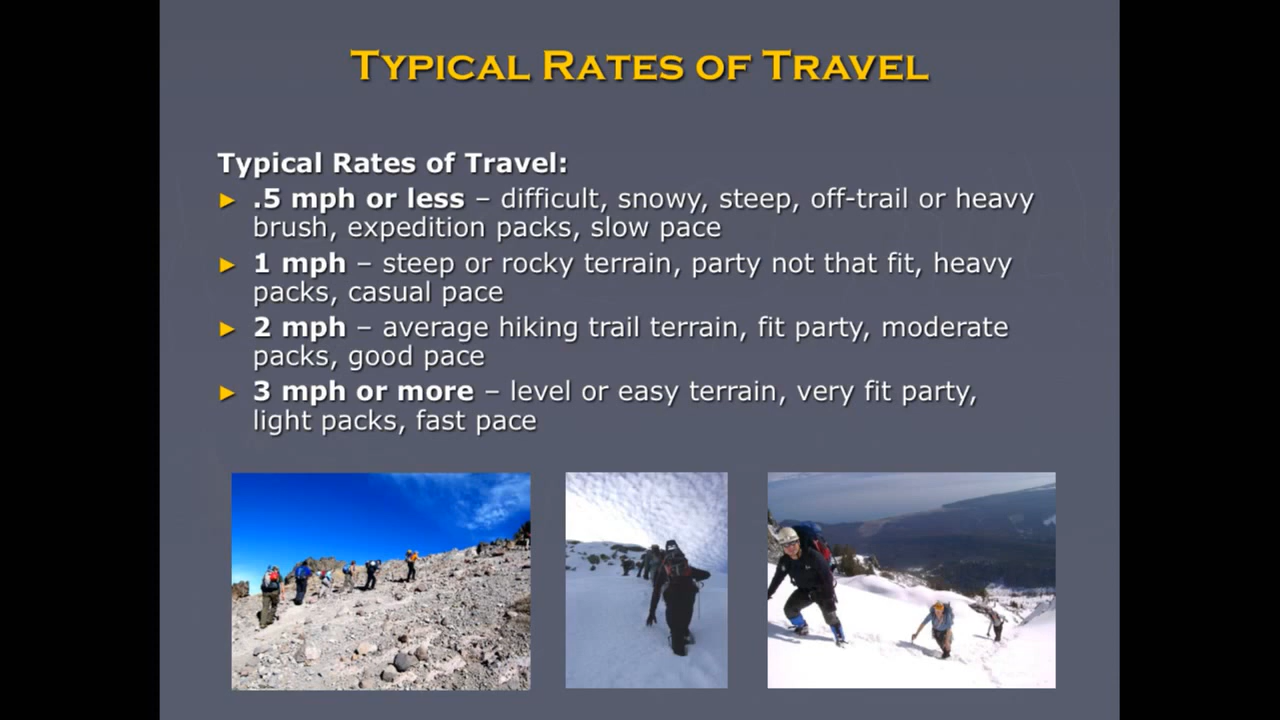 TYPICAL RATES OF TRAVEL
Typical Rates of Travel:
► .5 mph or less – difficult, snowy, steep, off-trail or heavy
brush, expedition packs, slow pace
► 1 mph – steep or rocky terrain, party not that fit, heavy
packs, casual pace
► 2 mph – average hiking trail terrain, fit party, moderate
packs, good pace
► 3 mph or more – level or easy terrain, very fit party,
light packs, fast pace